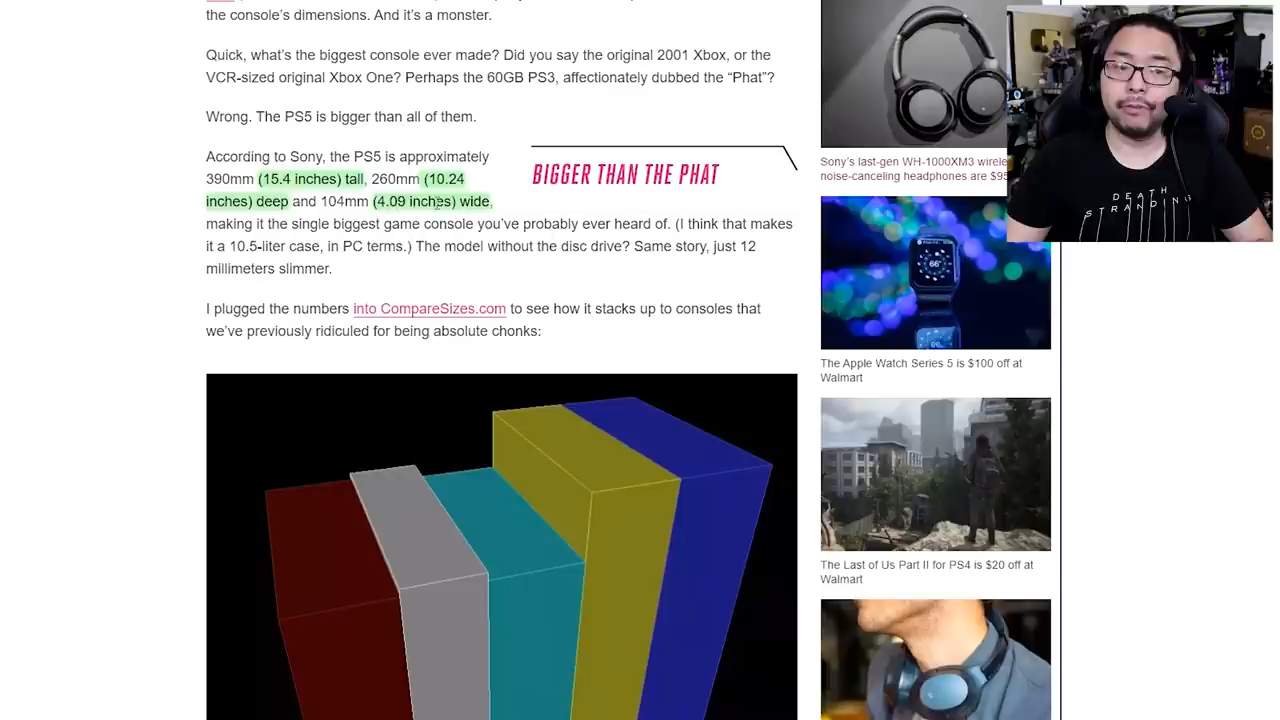 the console’s dimensions. And it’s a monster.
Quick, what’s the biggest console ever made? Did you say the original 2001 Xbox, or the
VCR-sized original Xbox One? Perhaps the 60GB PS3, affectionately dubbed the “Phat”?
Wrong. The PS5 is bigger than all of them.
According to Sony, the PS5 is approximately
390mm (15.4 inches) tall, 260mm (10.24
inches) deep and 104mm (4.09 inches) wide,
making it the single biggest game console you’ve probably ever heard of. (I think that makes
it a 10.5-liter case, in PC terms.) The model without the disc drive? Same story, just 12
millimeters slimmer.
BIGGER THAN THE PHAT
I plugged the numbers into CompareSizes.com to see how it stacks up to consoles that
we’ve previously ridiculed for being absolute chonks:
Sony’s last-gen WH-1000XM3
noise-canceling headphones are
The Apple Watch Series 5 is $100 off at
Walmart
The Last of Us Part II for PS4 is $20 off at
Walmart
DEATH
STRANDING
66°